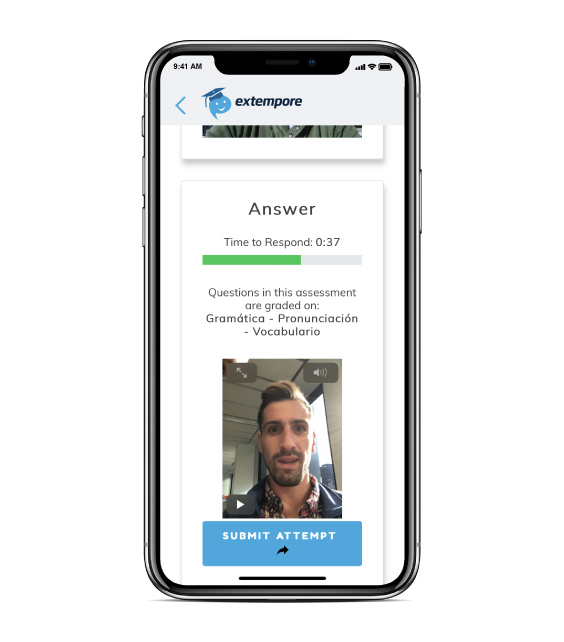 9:41 AM
extempore
Answer
Time to Respond: 0:37
Questions in this assessment
are graded on:
Gramática - Pronunciación
- Vocabulario
SUBMIT ATTEMPT